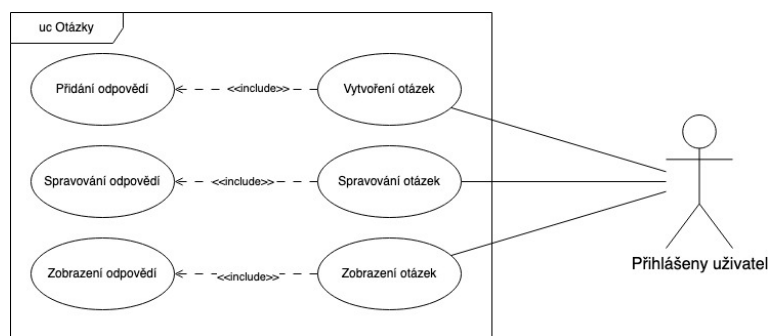 uc Otázky
Přidání odpovědí
<<include>>
Vytvoření otázek
Spravování odpovědí
<<include>>
Spravování otázek
Zobrazení odpovědí
<<include>>
Zobrazení otázek
Přihlášeny uživatel